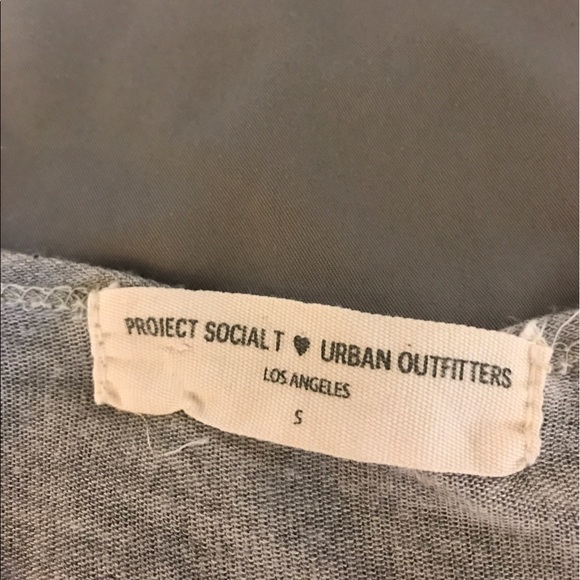 PROJECT SOCIAL T ♥ URBAN OUTFITTERS
LOS ANGELES
S